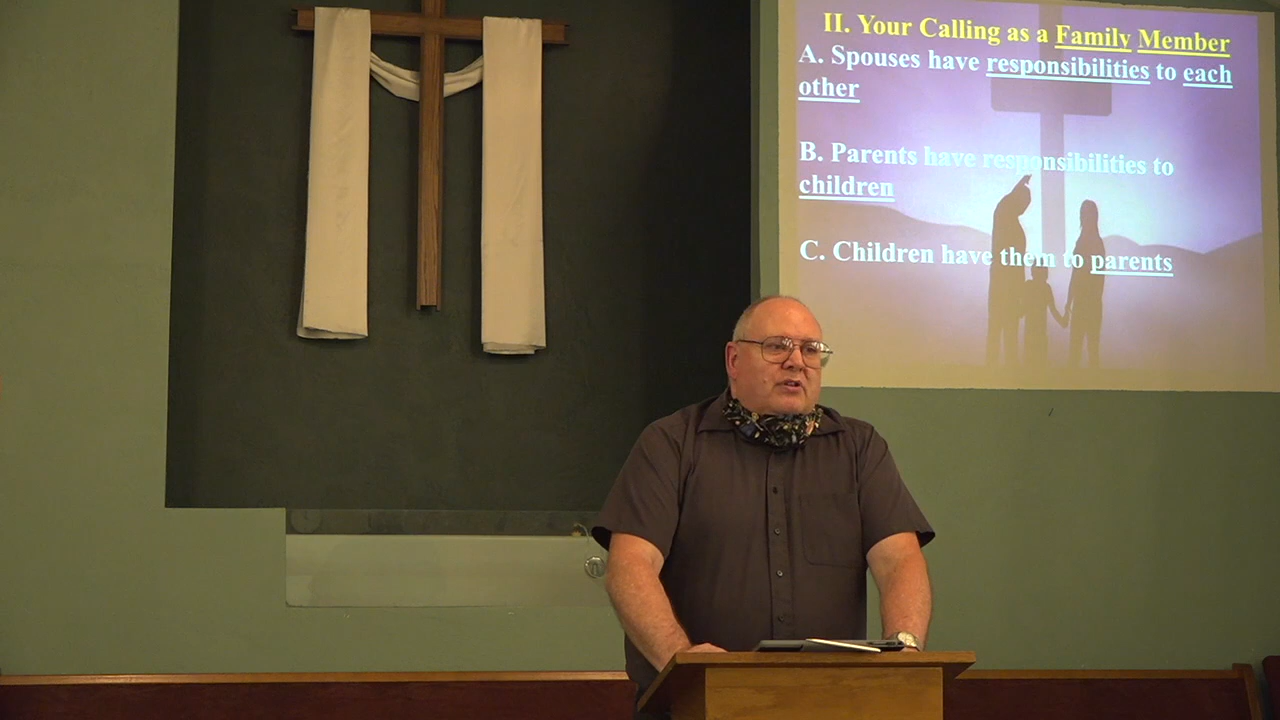 II. Your Calling as a Family Member
A. Spouses have responsibilities to each
other
B. Parents have responsibilities to
children
C. Children have them to parents